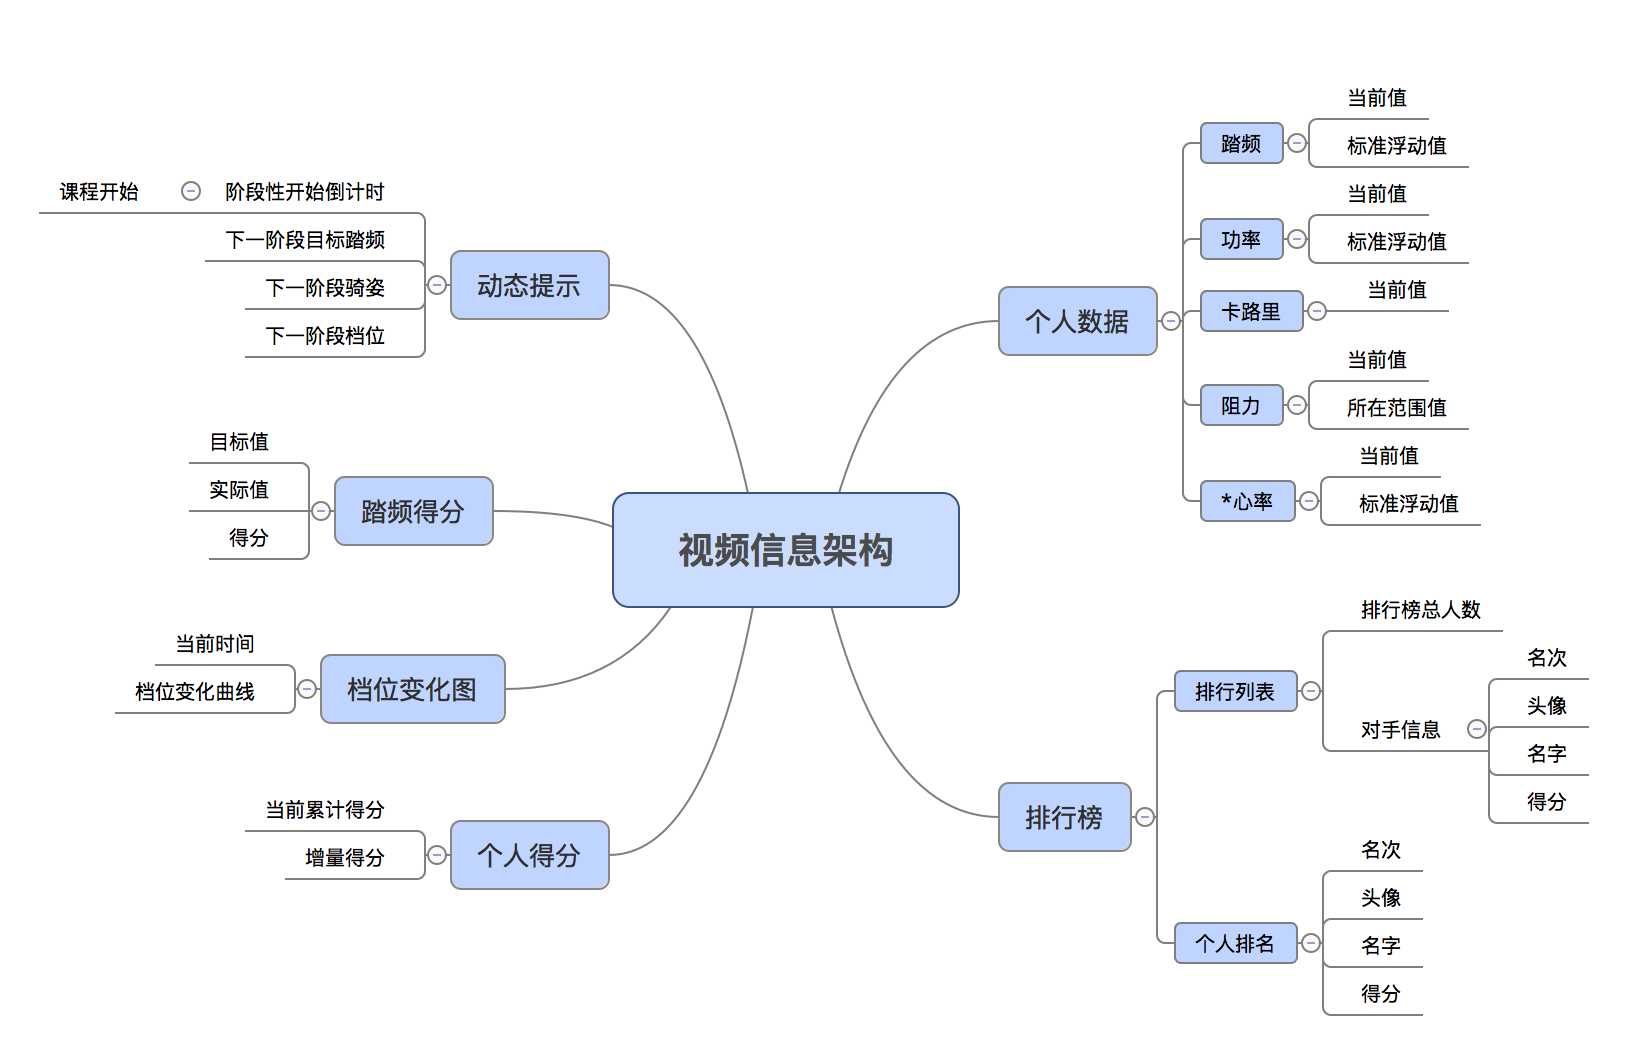 视频信息架构
动态提示
阶段性开始倒计时
课程开始
下一阶段目标踏频
下一阶段骑姿
下一阶段档位
踏频得分
目标值
实际值
得分
档位变化图
当前时间
档位变化曲线
个人得分
当前累计得分
增量得分
个人数据
踏频
当前值
标准浮动值
功率
当前值
标准浮动值
卡路里
当前值
阻力
当前值
所在范围值
*心率
当前值
标准浮动值
排行榜
排行列表
排行榜总人数
对手信息
名次
头像
名字
得分
个人排名
名次
头像
名字
得分